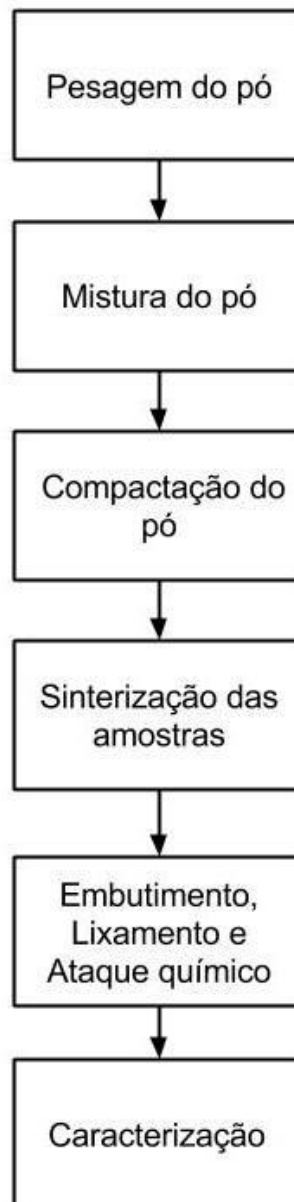 Pesagem do pó
Mistura do pó
Compactação do
pó
Sinterização das
amostras
Embutimento,
Lixamento e
Ataque químico
Caracterização